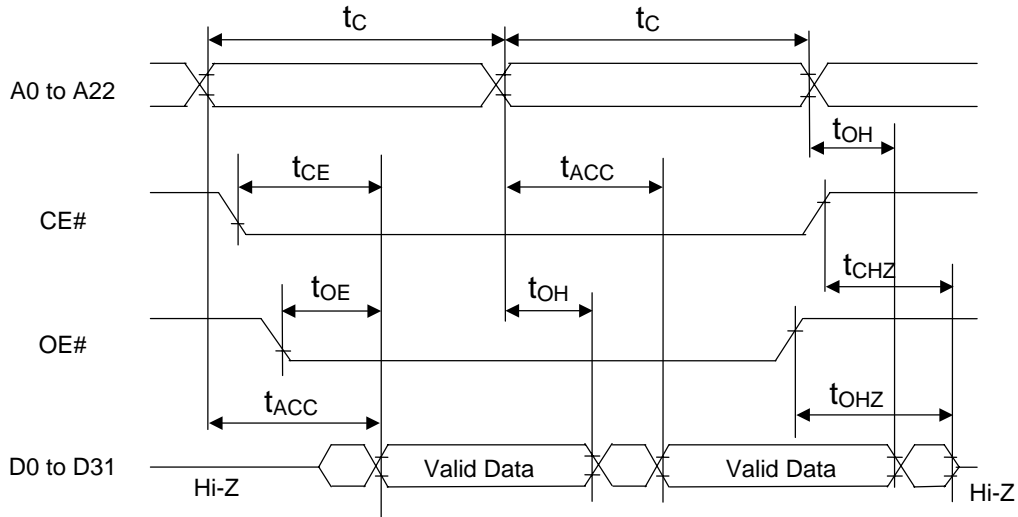 tC tC
A0 to A22
tOH
tCE tACC
CE#
tCHZ
tOE tOH
OE#
tACC tOHZ
D0 to D31 Valid Data Valid Data
Hi-Z Hi-Z